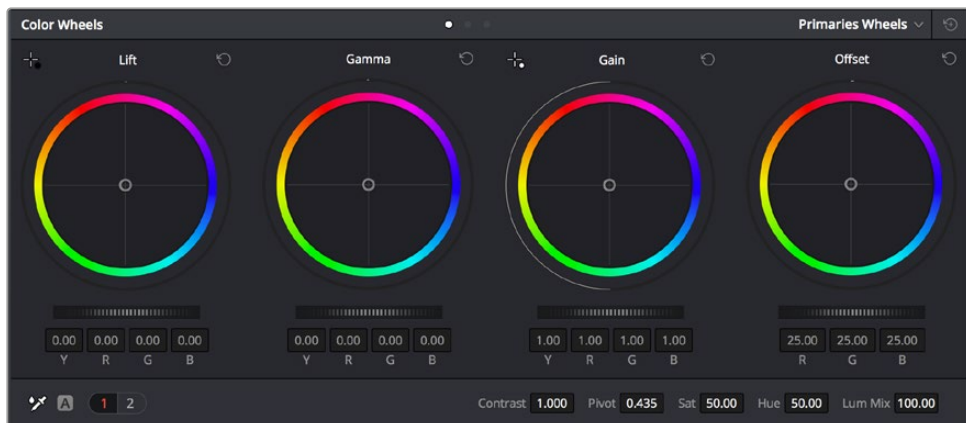 Color Wheels Primaries Wheels
Lift Gamma Gain Offset
0.00 0.00 0.00 0.00 0.00 0.00 0.00 0.00 1.00 1.00 1.00 1.00 25.00 25.00 25.00
Y R G B Y R G B Y R G B R G B
A 1 2 Contrast 1.000 Pivot 0.435 Sat 50.00 Hue 50.00 Lum Mix 100.00